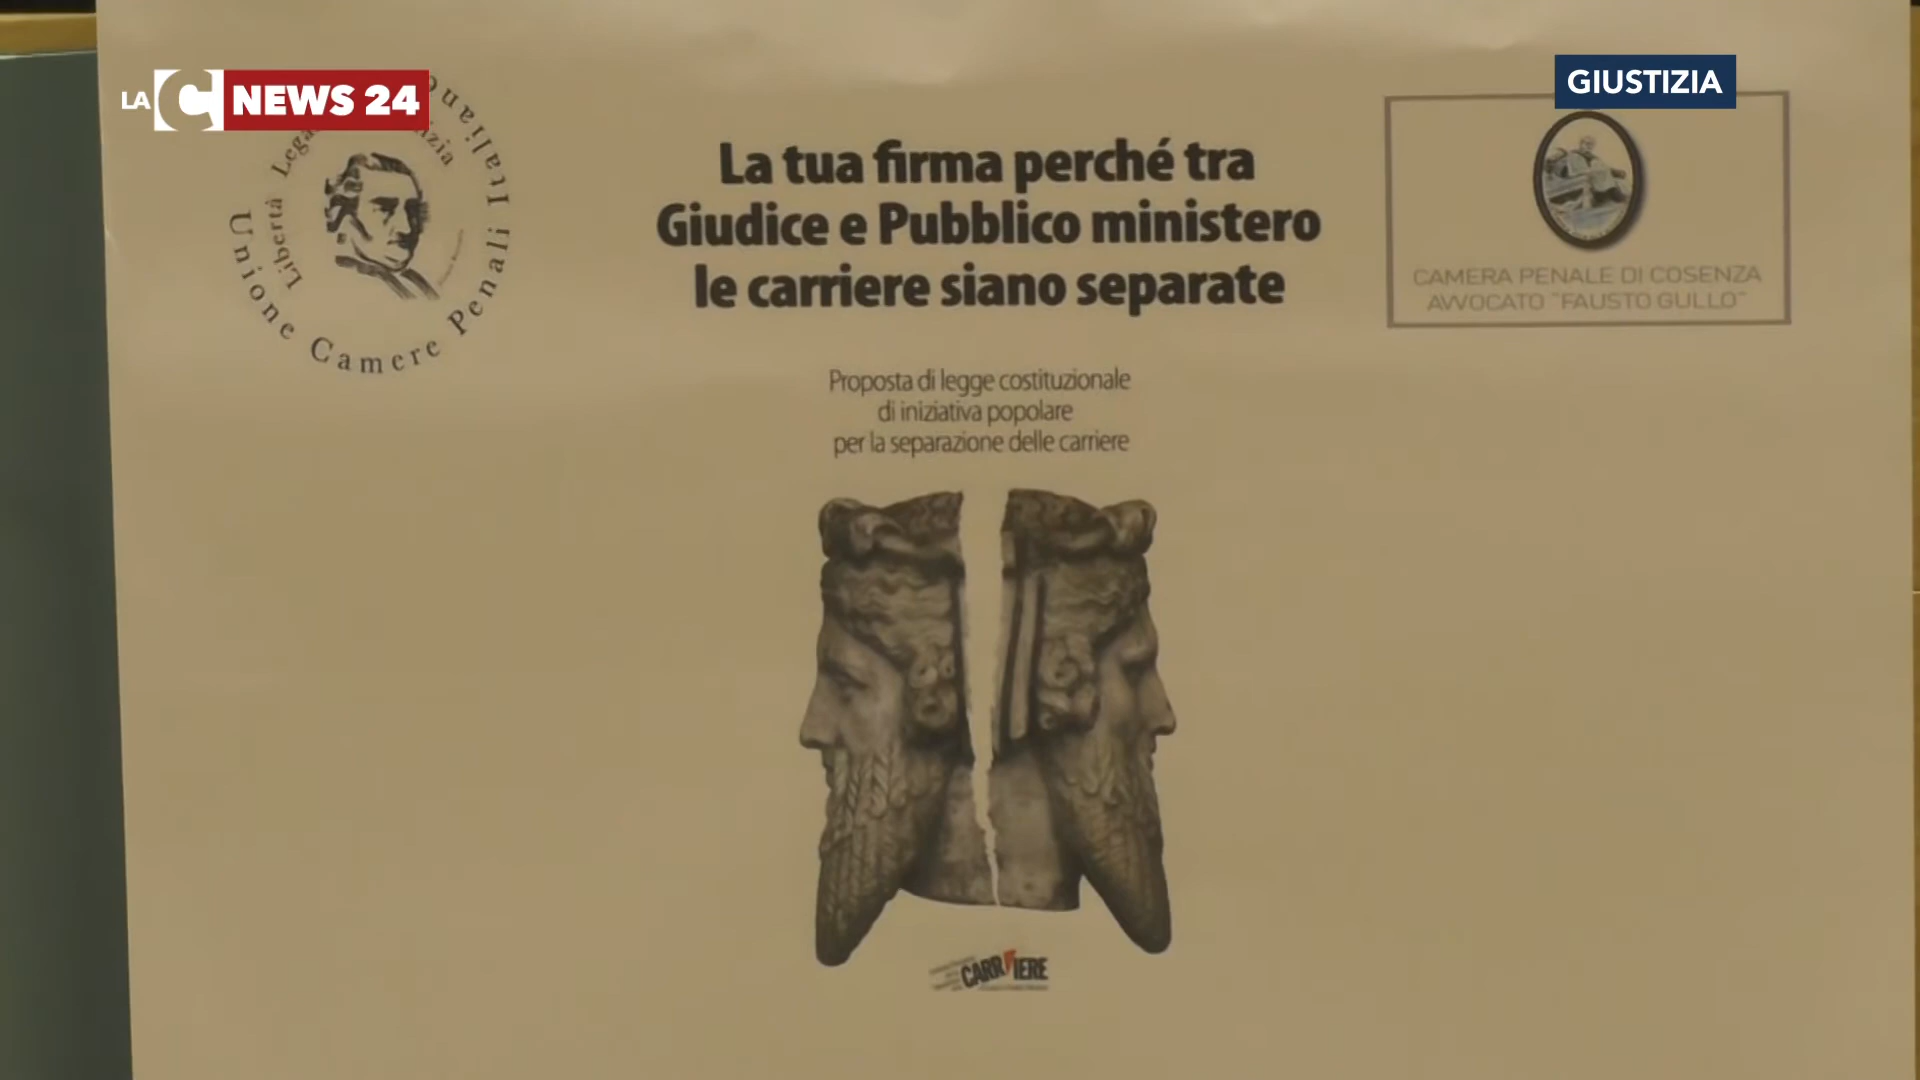 LA C NEWS 24
GIUSTIZIA
Unione Camere Penali Italiane
Libertà
La tua firma perché tra
Giudice e Pubblico ministero
le carriere siano separate
CAMERA PENALE DI COSENZA
AVVOCATO "FAUSTO GULLO"
Proposta di legge costituzionale
di iniziativa popolare
per la separazione delle carriere
CARRIERE